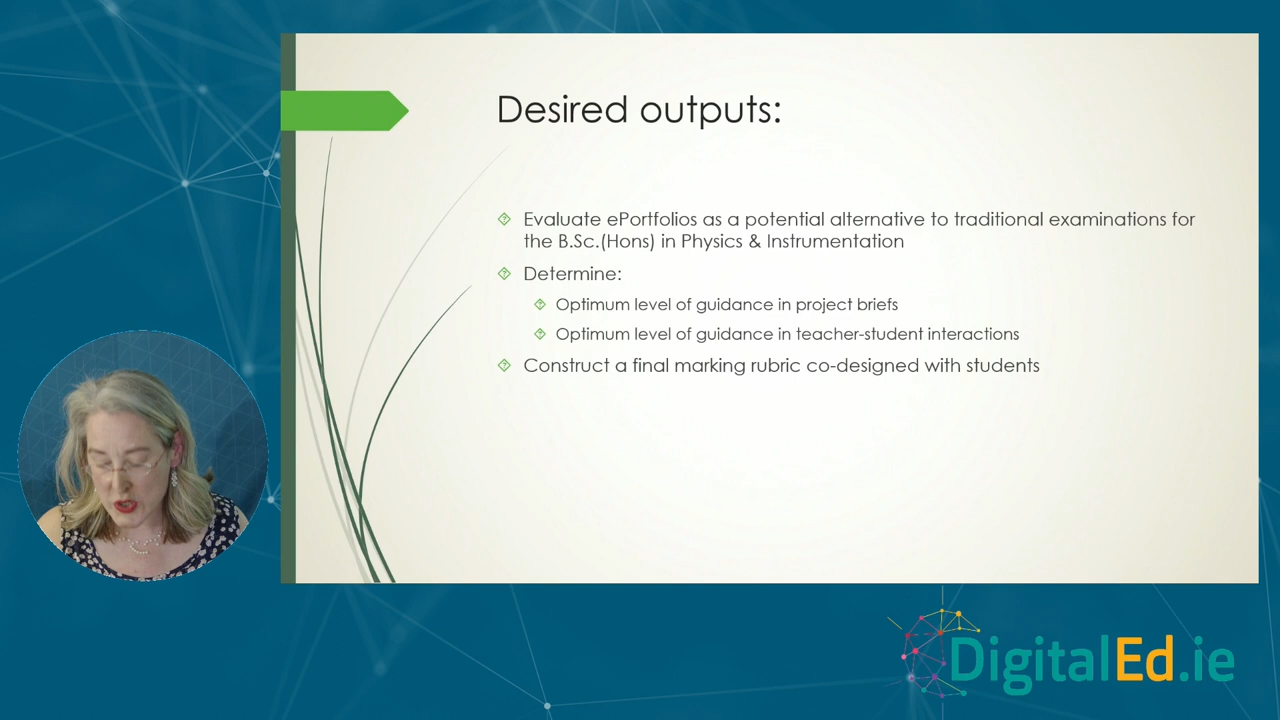 Desired outputs:
Evaluate ePortfolios as a potential alternative to traditional examinations for
the B.Sc.(Hons) in Physics & Instrumentation
Determine:
Optimum level of guidance in project briefs
Optimum level of guidance in teacher-student interactions
Construct a final marking rubric co-designed with students
DigitalEd.ie